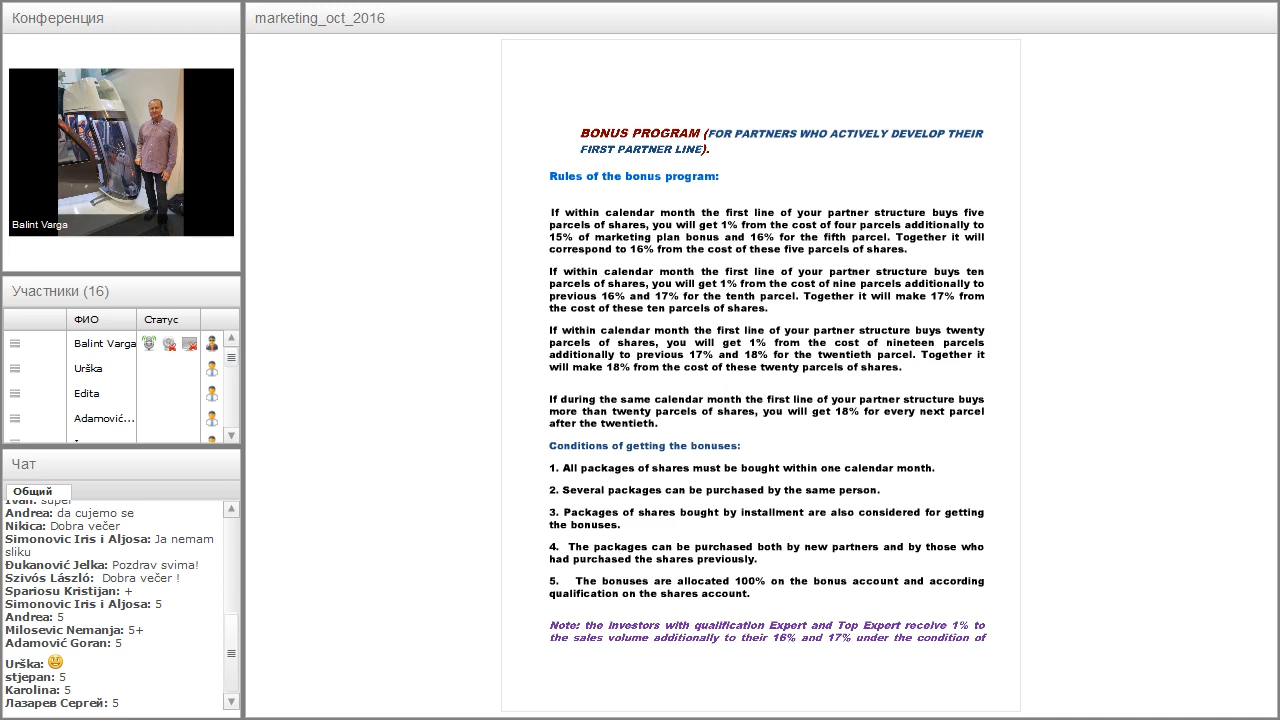 Конференция
Balint Varga
Участники (16)
ФИО
Статус
Balint Varga
Urška
Edita
Adamović...
Чат
Общий
Ivan: super
Andrea: da cujemo se
Nikica: Dobra večer
Simonovic Iris i Aljosa: Ja nemam
sliku
Đukanović Jelka: Pozdrav svima!
Szivós László: Dobra večer !
Spariosu Kristijan: +
Simonovic Iris i Aljosa: 5
Andrea: 5
Milosevic Nemanja: 5+
Adamović Goran: 5
Urška:
stjepan: 5
Karolina: 5
Лазарев Сергей: 5
marketing_oct_2016
BONUS PROGRAM (FOR PARTNERS WHO ACTIVELY DEVELOP THEIR
FIRST PARTNER LINE).
Rules of the bonus program:
If within calendar month the first line of your partner structure buys five
parcels of shares, you will get 1% from the cost of four parcels additionally to
15% of marketing plan bonus and 16% for the fifth parcel. Together it will
correspond to 16% from the cost of these five parcels of shares.
If within calendar month the first line of your partner structure buys ten
parcels of shares, you will get 1% from the cost of nine parcels additionally to
previous 16% and 17% for the tenth parcel. Together it will make 17% from
the cost of these ten parcels of shares.
If within calendar month the first line of your partner structure buys twenty
parcels of shares, you will get 1% from the cost of nineteen parcels
additionally to previous 17% and 18% for the twentieth parcel. Together it
will make 18% from the cost of these twenty parcels of shares.
If during the same calendar month the first line of your partner structure buys
more than twenty parcels of shares, you will get 18% for every next parcel
after the twentieth.
Conditions of getting the bonuses:
1. All packages of shares must be bought within one calendar month.
2. Several packages can be purchased by the same person.
3. Packages of shares bought by installment are also considered for getting
the bonuses.
4. The packages can be purchased both by new partners and by those who
had purchased the shares previously.
5. The bonuses are allocated 100% on the bonus account and according
qualification on the shares account.
Note: the investors with qualification Expert and Top Expert receive 1% to
the sales volume additionally to their 16% and 17% under the condition of